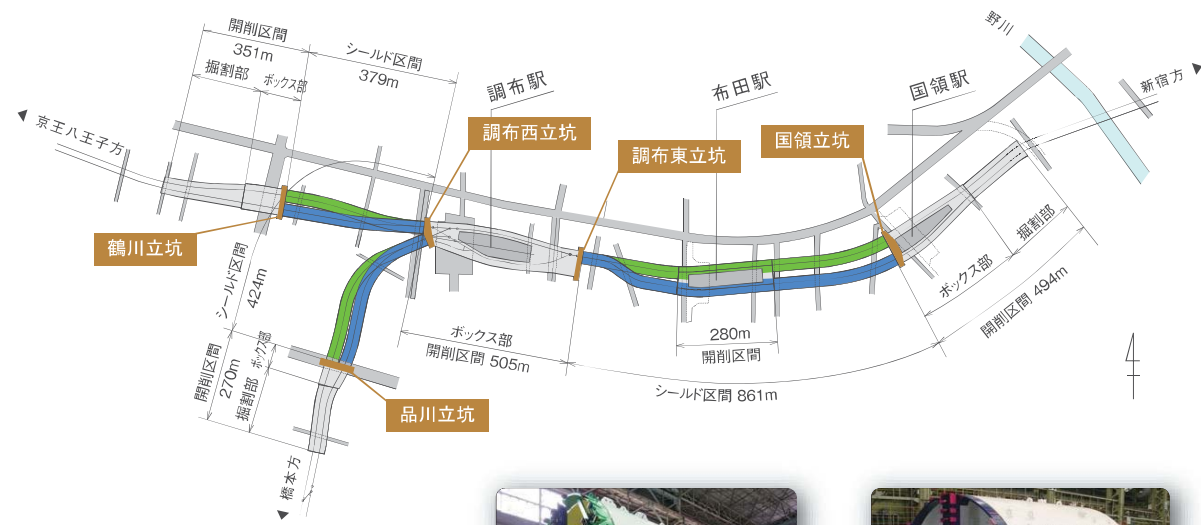 開削区間
351m
掘割部
ボックス部
シールド区間
379m
調布駅
布田駅
国領駅
野川
新宿方
京王八王子方
調布西立坑
調布東立坑
国領立坑
鶴川立坑
シールド区間
424m
開削区間
270m
ボックス部
掘割部
品川立坑
橋本方
ボックス部
開削区間 505m
280m
開削区間
シールド区間 861m
ボックス部
掘割部
開削区間 494m